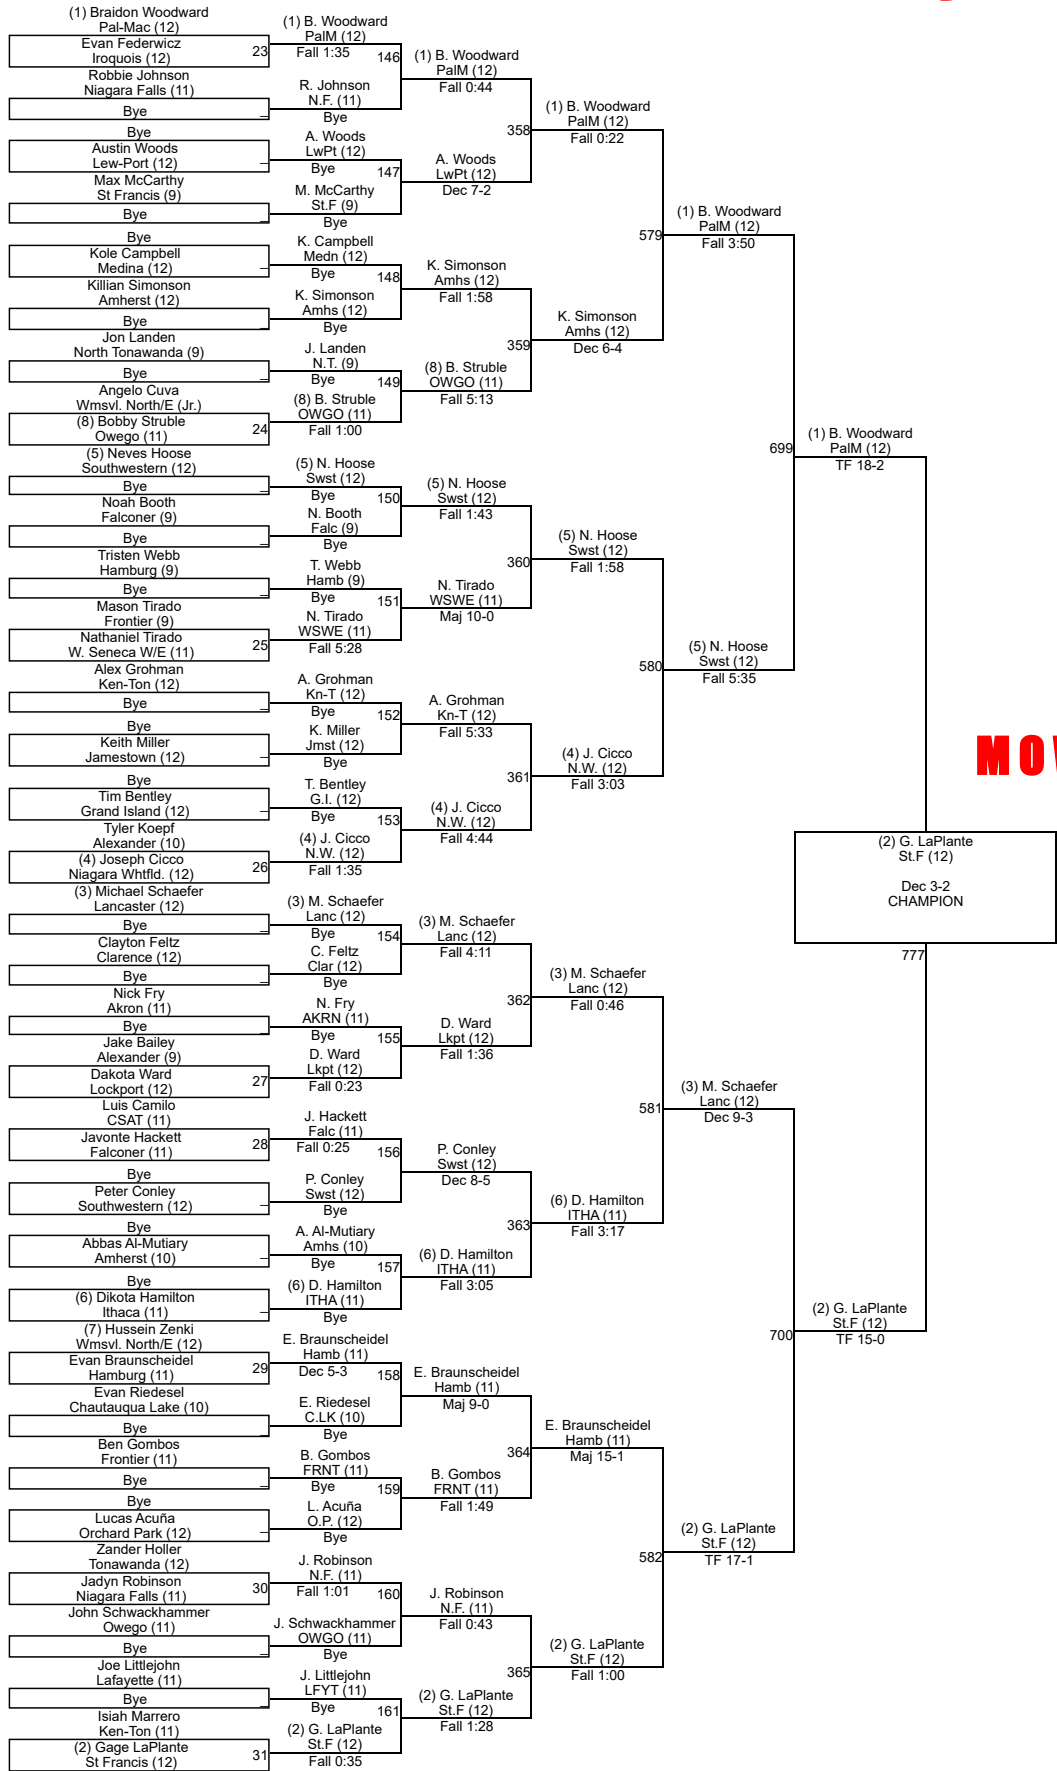 (1) Braidon Woodward
Pal-Mac (12)
Evan Federwicz
Iroquois (12)
23
Robbie Johnson
Niagara Falls (11)
Bye
Bye
Austin Woods
Lew-Port (12)
Max McCarthy
St Francis (9)
Bye
Bye
Kole Campbell
Medina (12)
Killian Simonson
Amherst (12)
Bye
Jon Landen
North Tonawanda (9)
Bye
Angelo Cuva
Wmsvl. North/E (Jr.)
(8) Bobby Struble
Owego (11)
24
(5) Neves Hoose
Southwestern (12)
Bye
Noah Booth
Falconer (9)
Bye
Tristen Webb
Hamburg (9)
Bye
Mason Tirado
Frontier (9)
Nathaniel Tirado
W. Seneca W/E (11)
25
Alex Grohman
Ken-Ton (12)
Bye
Bye
Keith Miller
Jamestown (12)
Bye
Tim Bentley
Grand Island (12)
Tyler Koepf
Alexander (10)
(4) Joseph Cicco
Niagara Whtfld. (12)
26
(3) Michael Schaefer
Lancaster (12)
Bye
Clayton Feltz
Clarence (12)
Bye
Nick Fry
Akron (11)
Bye
Jake Bailey
Alexander (9)
Dakota Ward
Lockport (12)
27
Luis Camilo
CSAT (11)
Javonte Hackett
Falconer (11)
28
Bye
Peter Conley
Southwestern (12)
Bye
Abbas Al-Mutiary
Amherst (10)
Bye
(6) Dikota Hamilton
Ithaca (11)
(7) Hussein Zenki
Wmsvl. North/E (12)
Evan Braunscheidel
Hamburg (11)
29
Evan Riedesel
Chautauqua Lake (10)
Bye
Ben Gombos
Frontier (11)
Bye
Bye
Lucas Acuña
Orchard Park (12)
Zander Holler
Tonawanda (12)
Jadyn Robinson
Niagara Falls (11)
30
John Schwackhammer
Owego (11)
Bye
Joe Littlejohn
Lafayette (11)
Bye
Isiah Marrero
Ken-Ton (11)
(2) Gage LaPlante
St Francis (12)
31
(1) B. Woodward
PalM (12)
Fall 1:35
146
R. Johnson
N.F. (11)
Bye
A. Woods
LwPt (12)
Bye
147
M. McCarthy
St.F (9)
Bye
K. Campbell
Medn (12)
Bye
148
K. Simonson
Amhs (12)
Bye
J. Landen
N.T. (9)
Bye
149
(8) B. Struble
OWGO (11)
Fall 1:00
(5) N. Hoose
Swst (12)
Bye
150
N. Booth
Falc (9)
Bye
T. Webb
Hamb (9)
Bye
151
N. Tirado
WSWE (11)
Fall 5:28
A. Grohman
Kn-T (12)
Bye
152
K. Miller
Jmst (12)
Bye
T. Bentley
G.I. (12)
Bye
153
(4) J. Cicco
N.W. (12)
Fall 1:35
(3) M. Schaefer
Lanc (12)
Bye
154
C. Feltz
Clar (12)
Bye
N. Fry
AKRN (11)
Bye
155
D. Ward
Lkpt (12)
Fall 0:23
J. Hackett
Falc (11)
Fall 0:25
156
P. Conley
Swst (12)
Bye
A. Al-Mutiary
Amhs (10)
Bye
157
(6) D. Hamilton
ITHA (11)
Bye
E. Braunscheidel
Hamb (11)
Dec 5-3
158
E. Riedesel
C.LK (10)
Bye
B. Gombos
FRNT (11)
Bye
159
L. Acuña
O.P. (12)
Bye
J. Robinson
N.F. (11)
Fall 1:01
160
J. Schwackhammer
OWGO (11)
Bye
J. Littlejohn
LFYT (11)
Bye
161
(2) G. LaPlante
St.F (12)
Fall 0:35
(1) B. Woodward
PalM (12)
Fall 0:44
358
A. Woods
LwPt (12)
Dec 7-2
K. Simonson
Amhs (12)
Fall 1:58
359
(8) B. Struble
OWGO (11)
Fall 5:13
(5) N. Hoose
Swst (12)
Fall 1:43
360
N. Tirado
WSWE (11)
Maj 10-0
A. Grohman
Kn-T (12)
Fall 5:33
361
(4) J. Cicco
N.W. (12)
Fall 4:44
(3) M. Schaefer
Lanc (12)
Fall 4:11
362
D. Ward
Lkpt (12)
Fall 1:36
P. Conley
Swst (12)
Dec 8-5
363
(6) D. Hamilton
ITHA (11)
Fall 3:05
E. Braunscheidel
Hamb (11)
Maj 9-0
364
B. Gombos
FRNT (11)
Fall 1:49
J. Robinson
N.F. (11)
Fall 0:43
365
(2) G. LaPlante
St.F (12)
Fall 1:28
(1) B. Woodward
PalM (12)
Fall 0:22
579
K. Simonson
Amhs (12)
Dec 6-4
(5) N. Hoose
Swst (12)
Fall 1:58
580
(4) J. Cicco
N.W. (12)
Fall 3:03
(3) M. Schaefer
Lanc (12)
Fall 0:46
581
(6) D. Hamilton
ITHA (11)
Fall 3:17
E. Braunscheidel
Hamb (11)
Maj 15-1
582
(2) G. LaPlante
St.F (12)
Fall 1:00
(1) B. Woodward
PalM (12)
Fall 3:50
699
(5) N. Hoose
Swst (12)
Fall 5:35
(3) M. Schaefer
Lanc (12)
Dec 9-3
700
(2) G. LaPlante
St.F (12)
TF 17-1
(1) B. Woodward
PalM (12)
TF 18-2
(2) G. LaPlante
St.F (12)
TF 15-0
777
(2) G. LaPlante
St.F (12)
Dec 3-2
CHAMPION